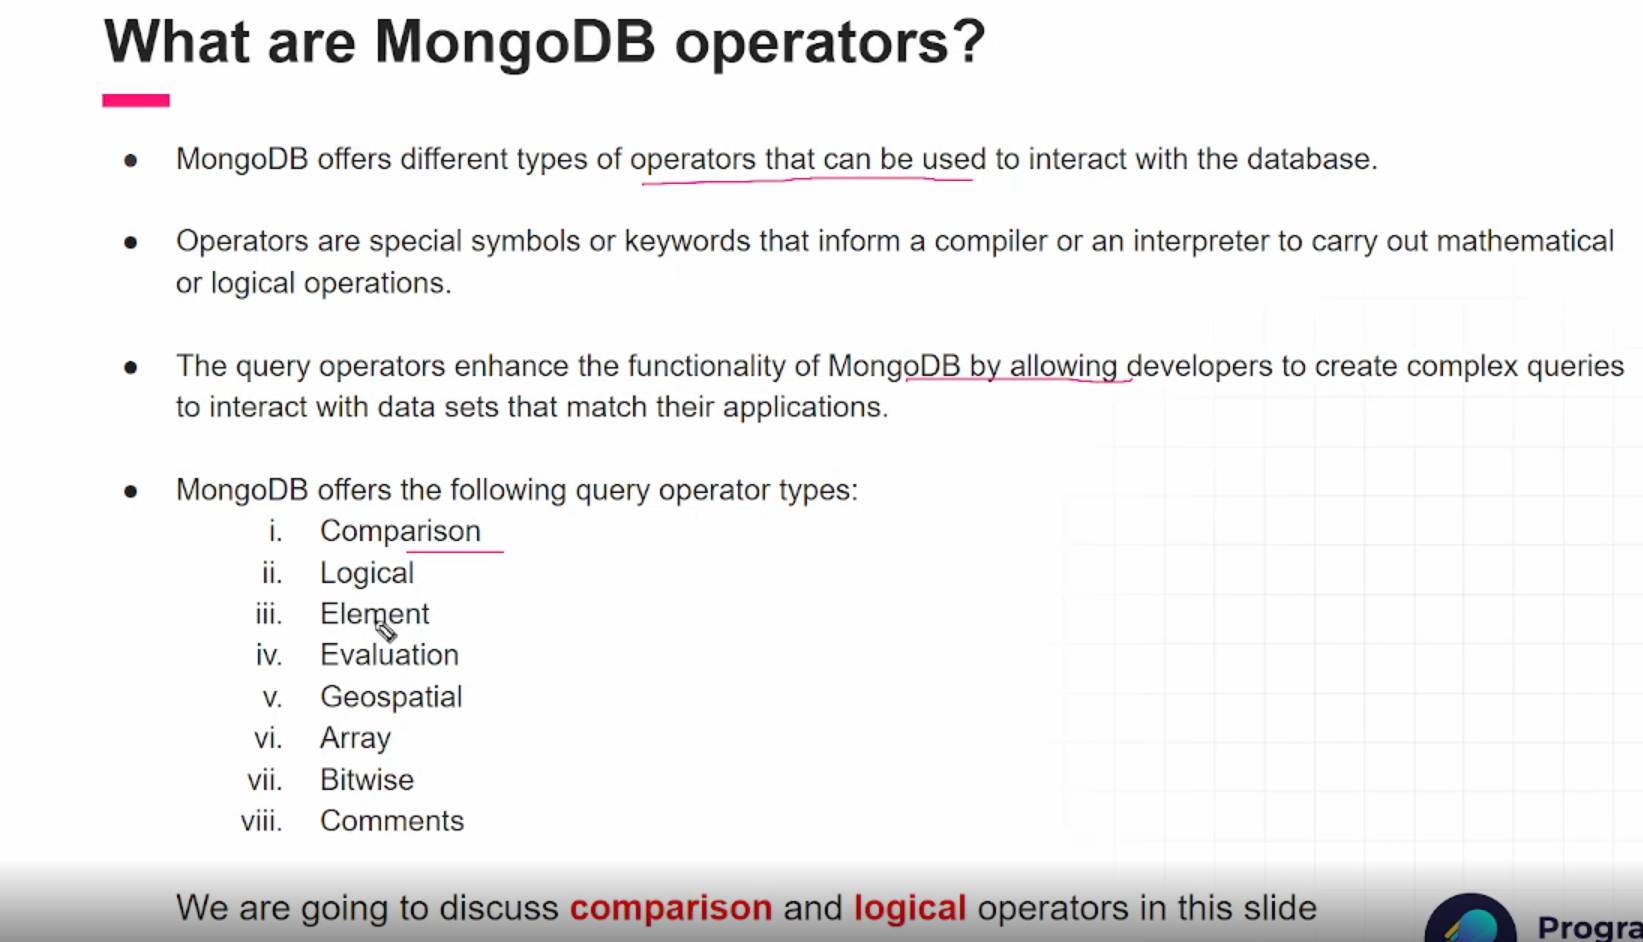 What are MongoDB operators?
● MongoDB offers different types of operators that can be used to interact with the database.
● Operators are special symbols or keywords that inform a compiler or an interpreter to carry out mathematical
or logical operations.
● The query operators enhance the functionality of MongoDB by allowing developers to create complex queries
to interact with data sets that match their applications.
● MongoDB offers the following query operator types:
i. Comparison
ii. Logical
iii. Element
iv. Evaluation
v. Geospatial
vi. Array
vii. Bitwise
viii. Comments
We are going to discuss comparison and logical operators in this slide
Progra